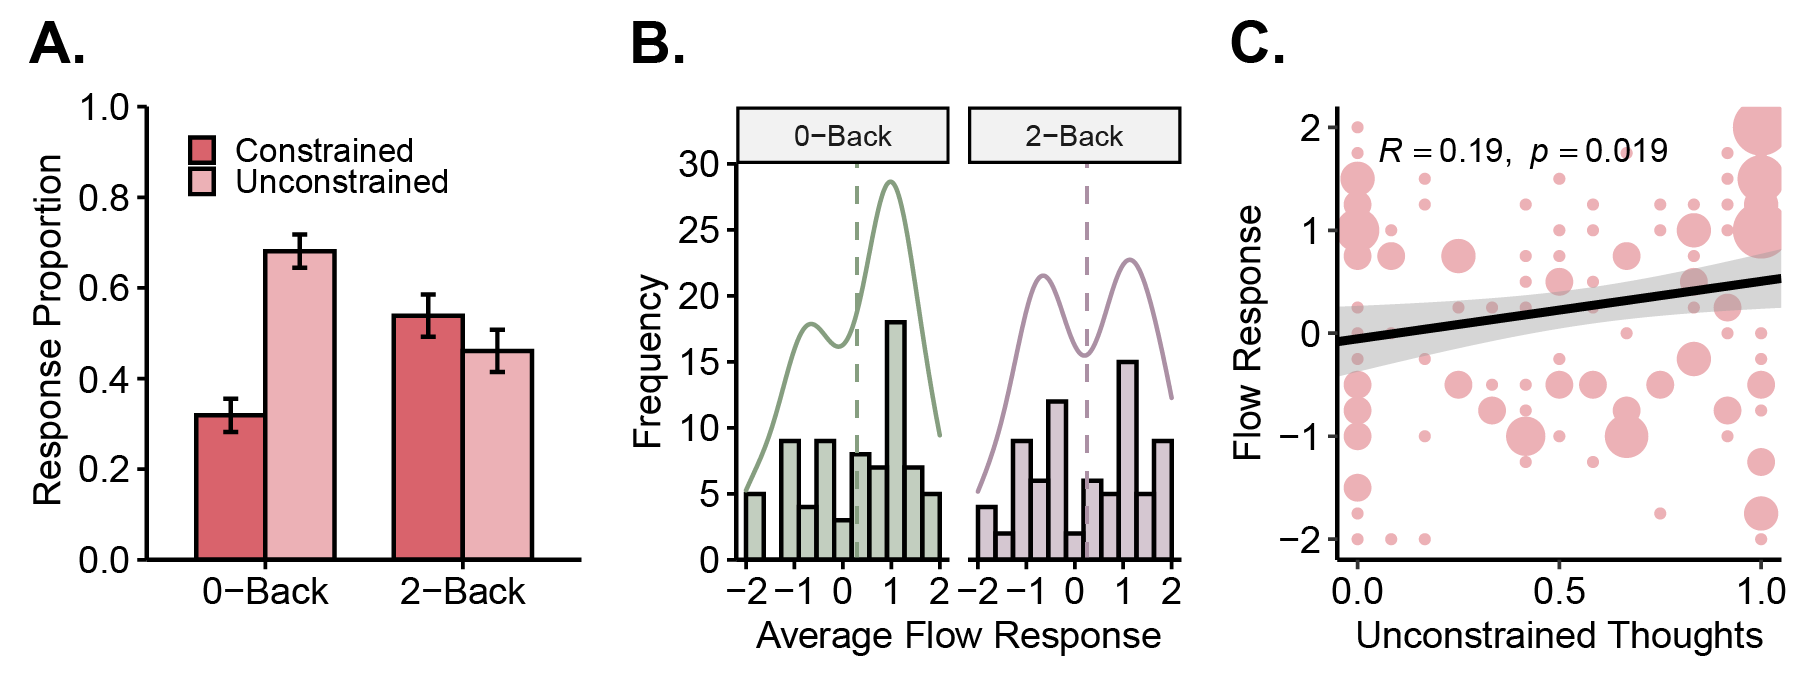 A.
1.0
0.8
0.6
0.4
0.2
0.0
Response Proportion
Constrained
Unconstrained
0−Back
2−Back
B.
0−Back
2−Back
30
25
20
15
10
5
0
Frequency
−2 −1 0 1 2
−2 −1 0 1 2
Average Flow Response
C.
R = 0.19, p = 0.019
2
1
0
−1
−2
Flow Response
0.0 0.5 1.0
Unconstrained Thoughts